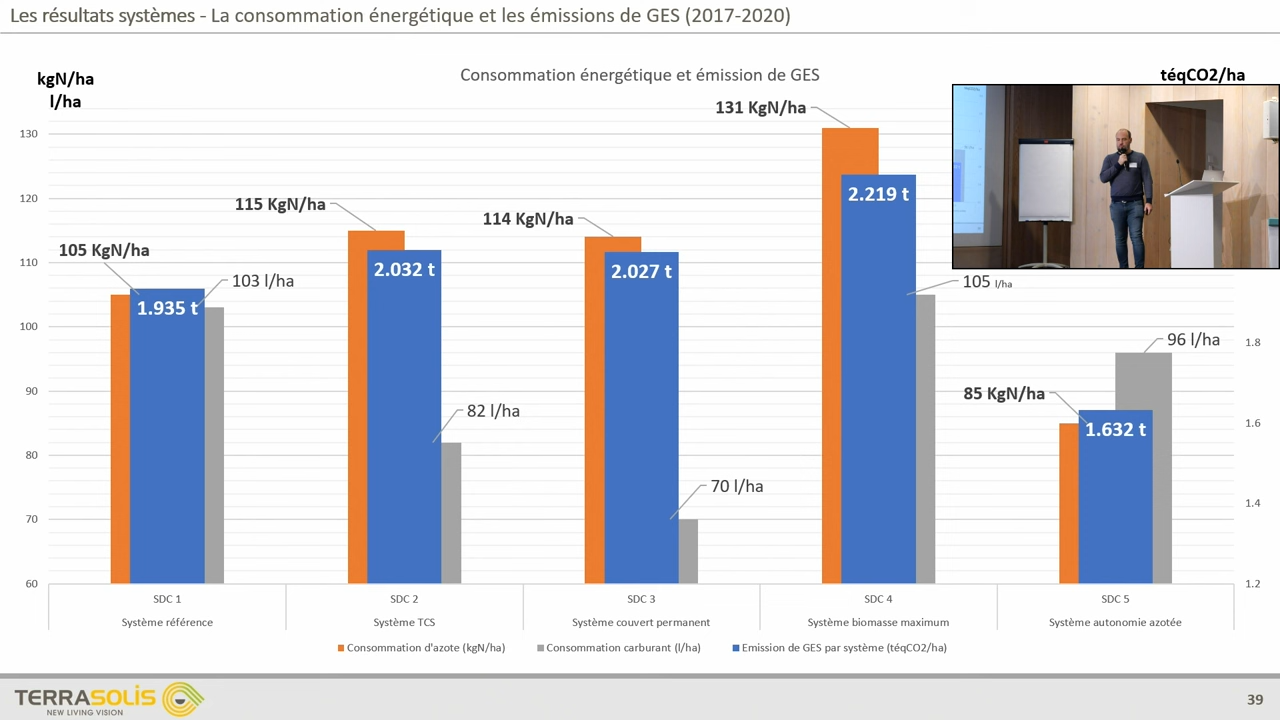 Les résultats systèmes - La consommation énergétique et les émissions de GES (2017-2020)
kgN/ha
l/ha
Consommation énergétique et émission de GES
téqCO2/ha
131 KgN/ha
130
2.219 t
120
115 KgN/ha
114 KgN/ha
105 KgN/ha
110
2.032 t
2.027 t
103 l/ha
105 l/ha
1.935 t
100
96 l/ha
1.8
90
85 KgN/ha
82 l/ha
1.632 t
1.6
80
70 l/ha
70
1.4
60
1.2
SDC 1
SDC 2
SDC 3
SDC 4
SDC 5
Système référence
Système TCS
Système couvert permanent
Système biomasse maximum
Système autonomie azotée
Consommation d'azote (kgN/ha)
Consommation carburant (l/ha)
Emission de GES par système (téqCO2/ha)
TERRASOLIS
NEW LIVING VISION
39